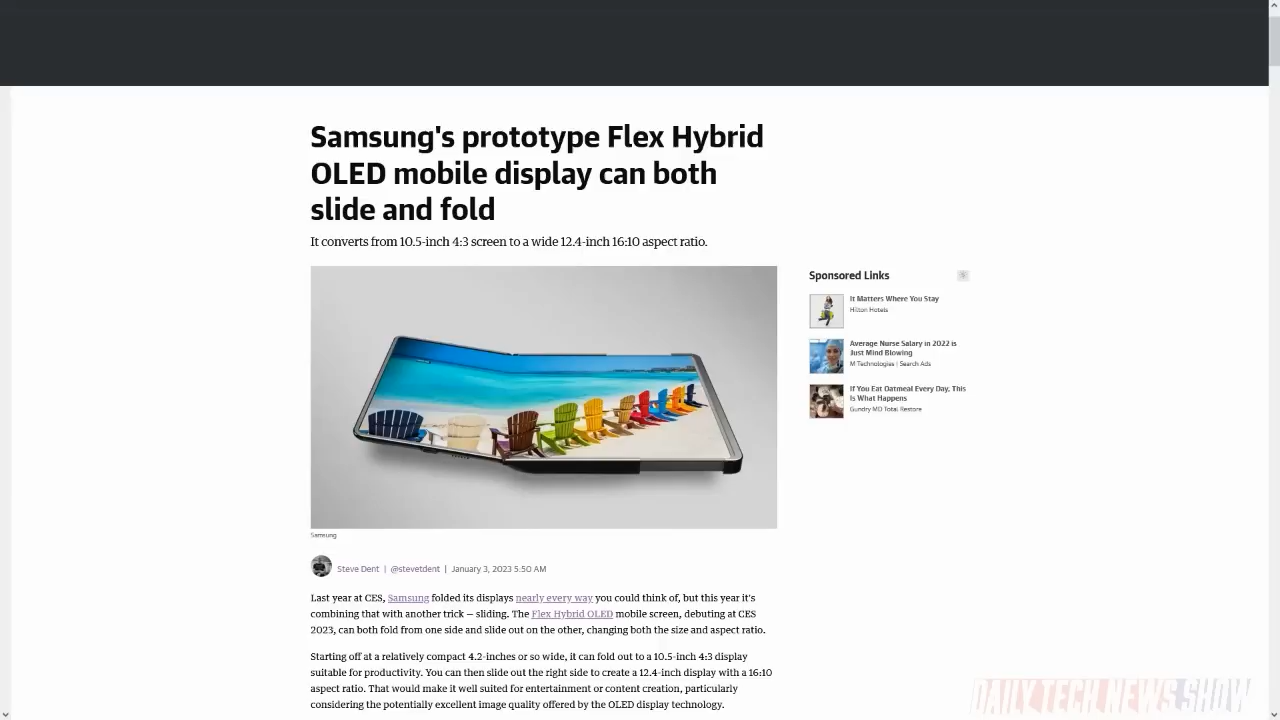 Samsung's prototype Flex Hybrid
OLED mobile display can both
slide and fold
It converts from 10.5-inch 4:3 screen to a wide 12.4-inch 16:10 aspect ratio.
Sponsored Links
It Matters Where You Stay
Hilton Hotels
Average Nurse Salary in 2022 is
Just Mind Blowing
M Technologies | Search Ads
If You Eat Oatmeal Every Day, This
Is What Happens
Gundry MD Total Restore
Samsung
Steve Dent | @stevetdent | January 3, 2023 5:50 AM
Last year at CES, Samsung folded its displays nearly every way you could think of, but this year it's
combining that with another trick — sliding. The Flex Hybrid OLED mobile screen, debuting at CES
2023, can both fold from one side and slide out on the other, changing both the size and aspect ratio.
Starting off at a relatively compact 4.2-inches or so wide, it can fold out to a 10.5-inch 4:3 display
suitable for productivity. You can then slide out the right side to create a 12.4-inch display with a 16:10
aspect ratio. That would make it well suited for entertainment or content creation, particularly
considering the potentially excellent image quality offered by the OLED display technology.
DAILY TECH NEWS SHOW